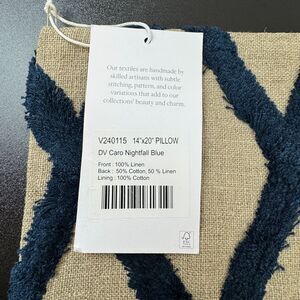 Our textiles are handmade by
skilled artisans with subtle
stitching, pattern, and color
variations that add to our
collections' beauty and charm.
V240115 14"x20" PILLOW
DV Caro Nightfall Blue
Front : 100% Linen
Back : 50% Cotton, 50 % Linen
Lining : 100% Cotton
FSC